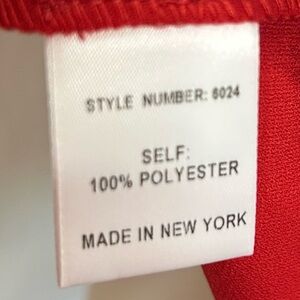 STYLE NUMBER: 6024
SELF:
100% POLYESTER
MADE IN NEW YORK